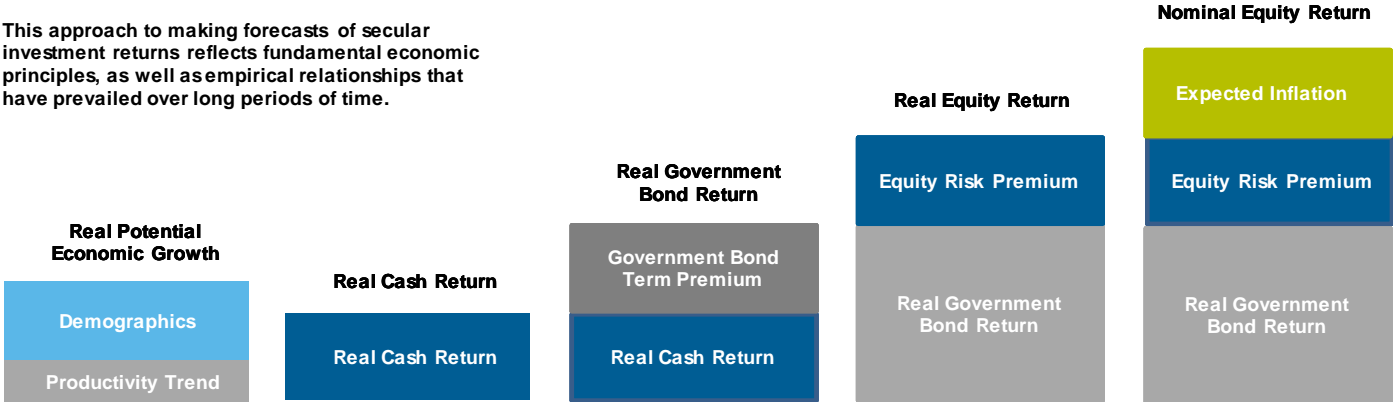 This approach to making forecasts of secular
investment returns reflects fundamental economic
principles, as well as empirical relationships that
have prevailed over long periods of time.
Real Potential
Economic Growth
Demographics
Productivity Trend
Real Cash Return
Real Cash Return
Real Government
Bond Return
Government Bond
Term Premium
Real Cash Return
Real Equity Return
Equity Risk Premium
Real Government
Bond Return
Nominal Equity Return
Expected Inflation
Equity Risk Premium
Real Government
Bond Return